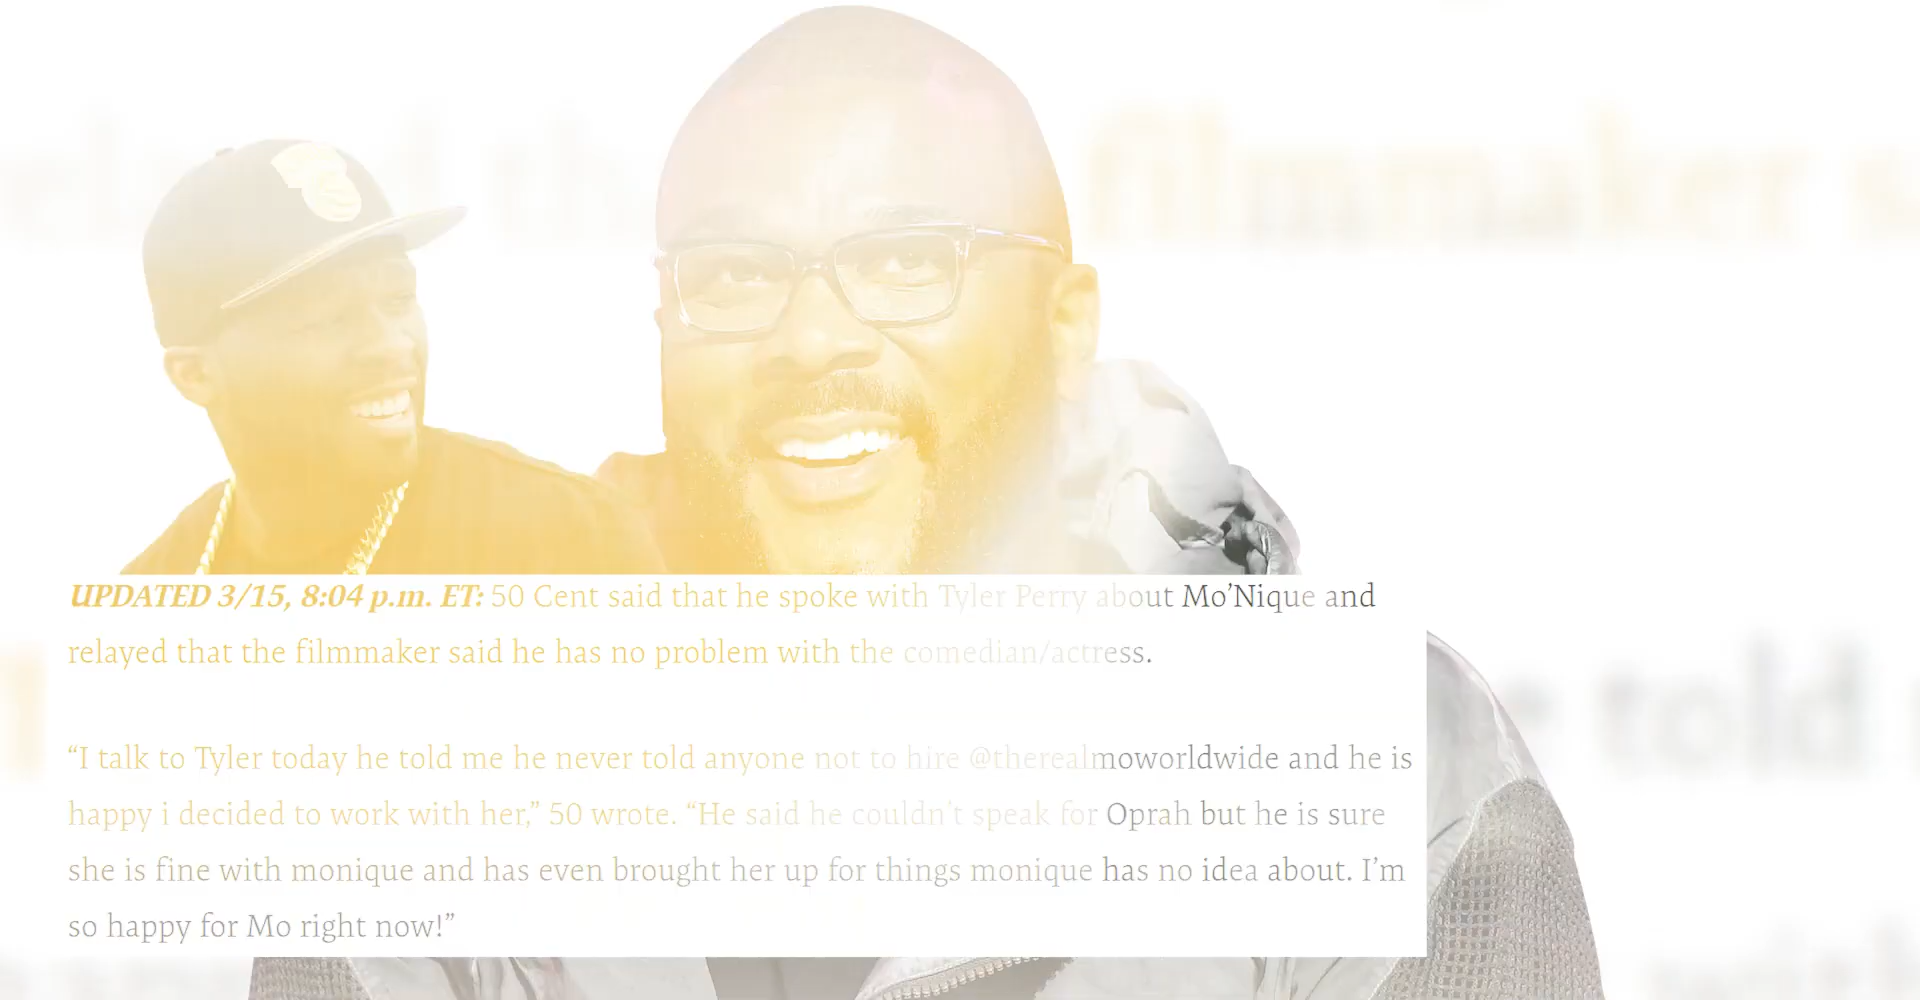 filmmaker
UPDATED 3/15, 8:04 p.m. ET: 50 Cent said that he spoke with Tyler Perry about Mo’Nique and
relayed that the filmmaker said he has no problem with the comedian/actress.
told
“I talk to Tyler today he told me he never told anyone not to hire @therealmoworldwide and he is
happy i decided to work with her,” 50 wrote. “He said he couldn’t speak for Oprah but he is sure
she is fine with monique and has even brought her up for things monique has no idea about. I’m
so happy for Mo right now!”